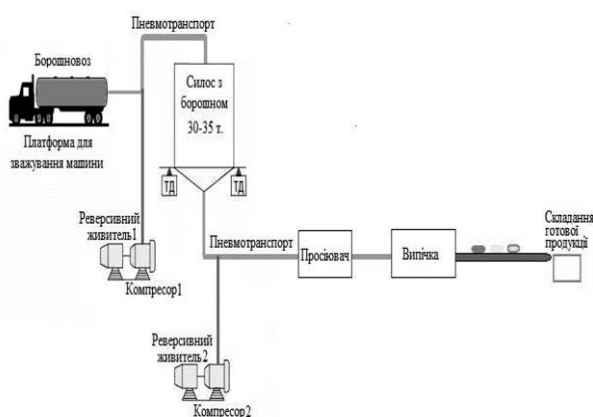 Пневмотранспорт
Борошновоз
Силос з
борошном
30-35 т.
Платформа для
зважування машини
ТД
ТД
Реверсивний
живитель1
Компресор1
Пневмотранспорт
Просіювач
Випічка
Складання
готової
продукції
Реверсивний
живитель2
Компресор2